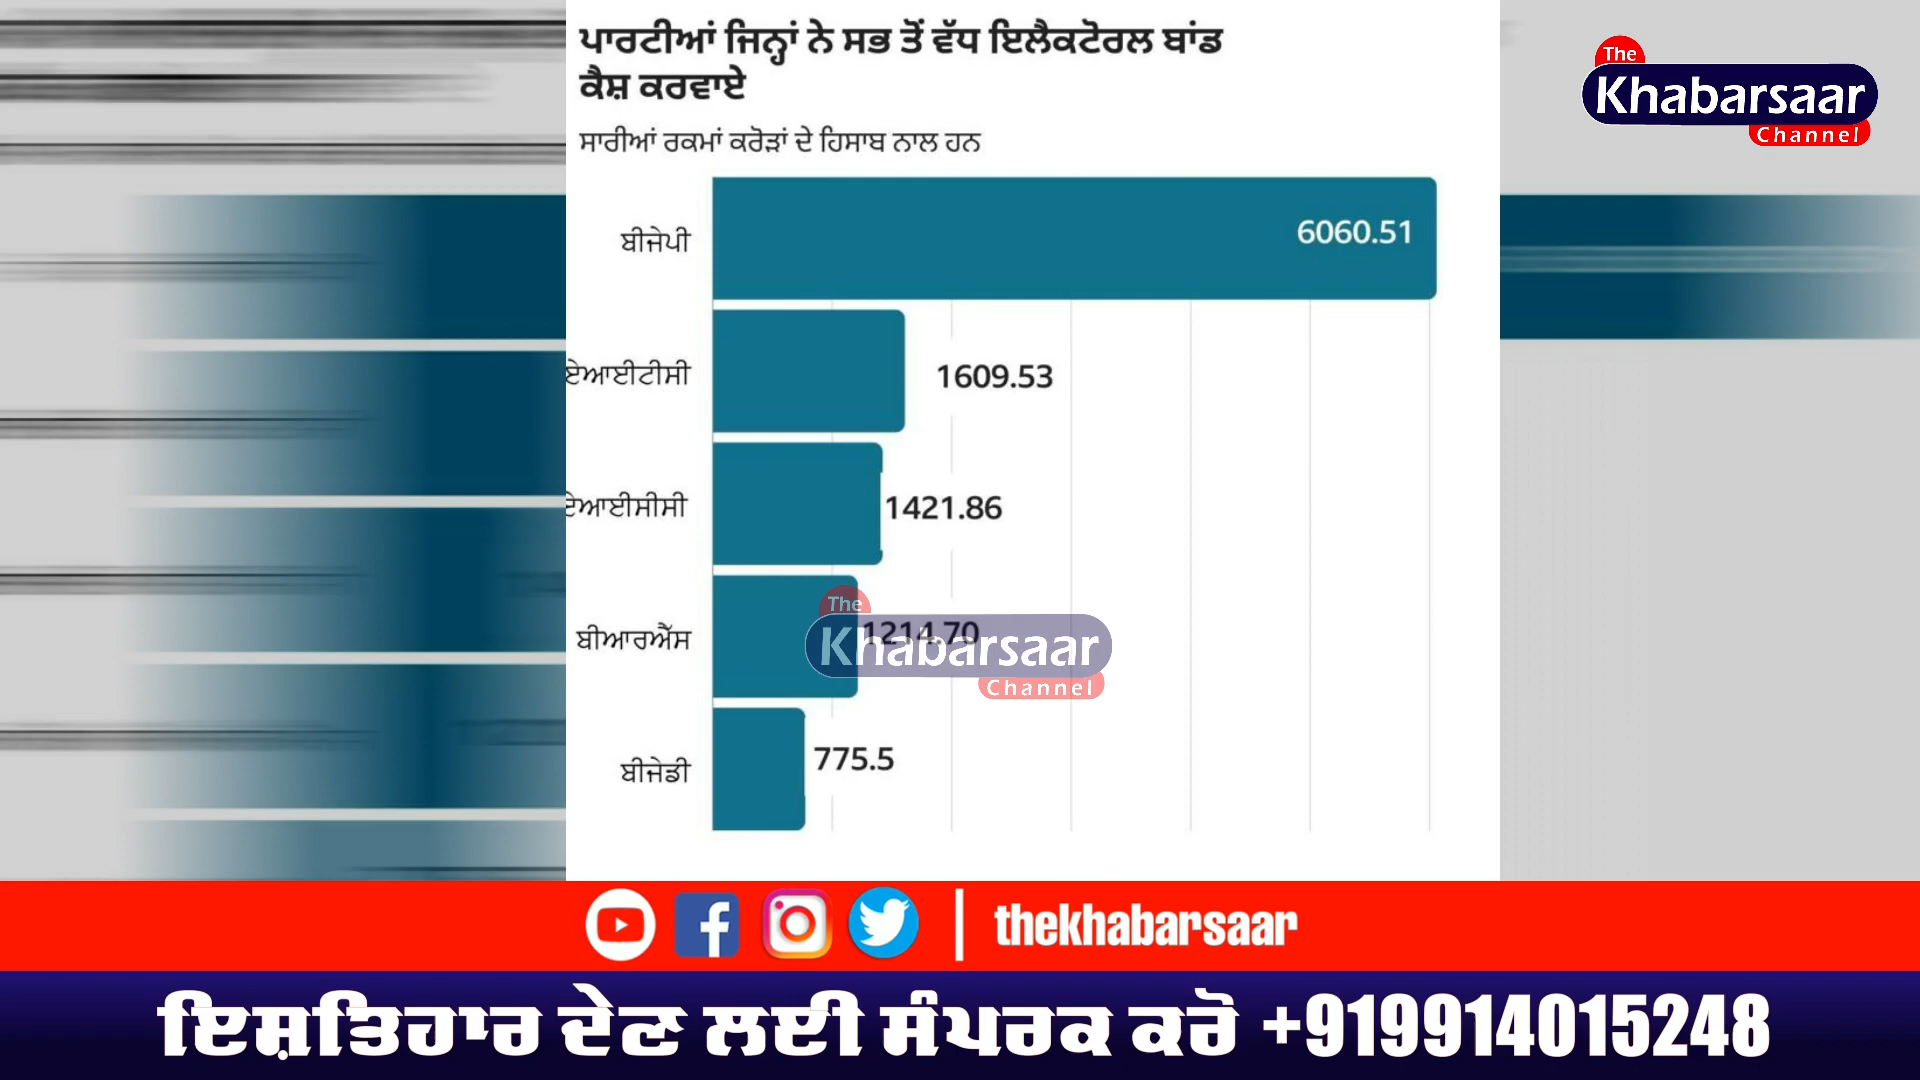 ਪਾਰਟੀਆਂ ਜਿਨ੍ਹਾਂ ਨੇ ਸਭ ਤੋਂ ਵੱਧ ਇਲੈਕਟੋਰਲ ਬਾਂਡ
ਕੈਸ਼ ਕਰਵਾਏ
ਸਾਰੀਆਂ ਰਕਮਾਂ ਕਰੋੜਾਂ ਦੇ ਹਿਸਾਬ ਨਾਲ ਹਨ
The
Khabarsaar
Channel
ਬੀਜੇਪੀ 6060.51
ਏਆਈਟੀਸੀ 1609.53
ਏਆਈਸੀਸੀ 1421.86
ਬੀਆਰਐੱਸ 1214.70
The
Khabarsaar
Channel
ਬੀਜੇਡੀ 775.5
thekhabarsaar
ਇਸ਼ਤਿਹਾਰ ਦੇਣ ਲਈ ਸੰਪਰਕ ਕਰੋ +919914015248